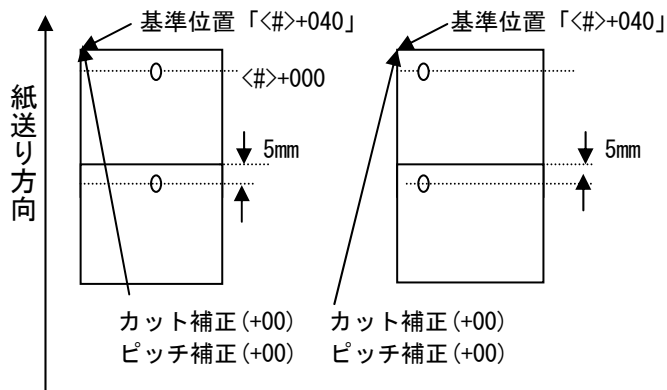 基準位置「<#>+040」
基準位置「<#>+040」
<#>+000
紙送り方向
5mm
5mm
カット補正(+00)
ピッチ補正(+00)
カット補正(+00)
ピッチ補正(+00)